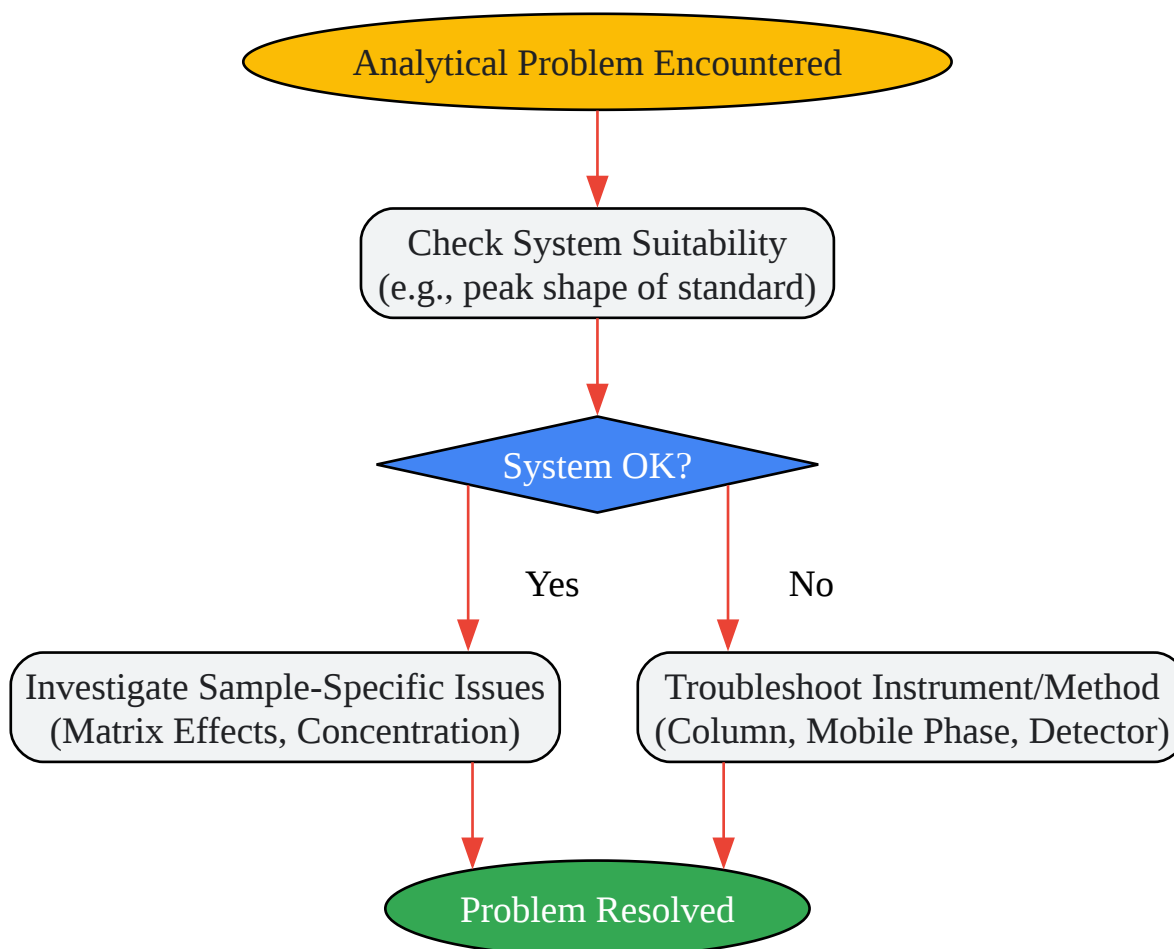 Analytical Problem Encountered
Check System Suitability
(e.g., peak shape of standard)
System OK?
Yes
No
Investigate Sample-Specific Issues
(Matrix Effects, Concentration)
Troubleshoot Instrument/Method
(Column, Mobile Phase, Detector)
Problem Resolved